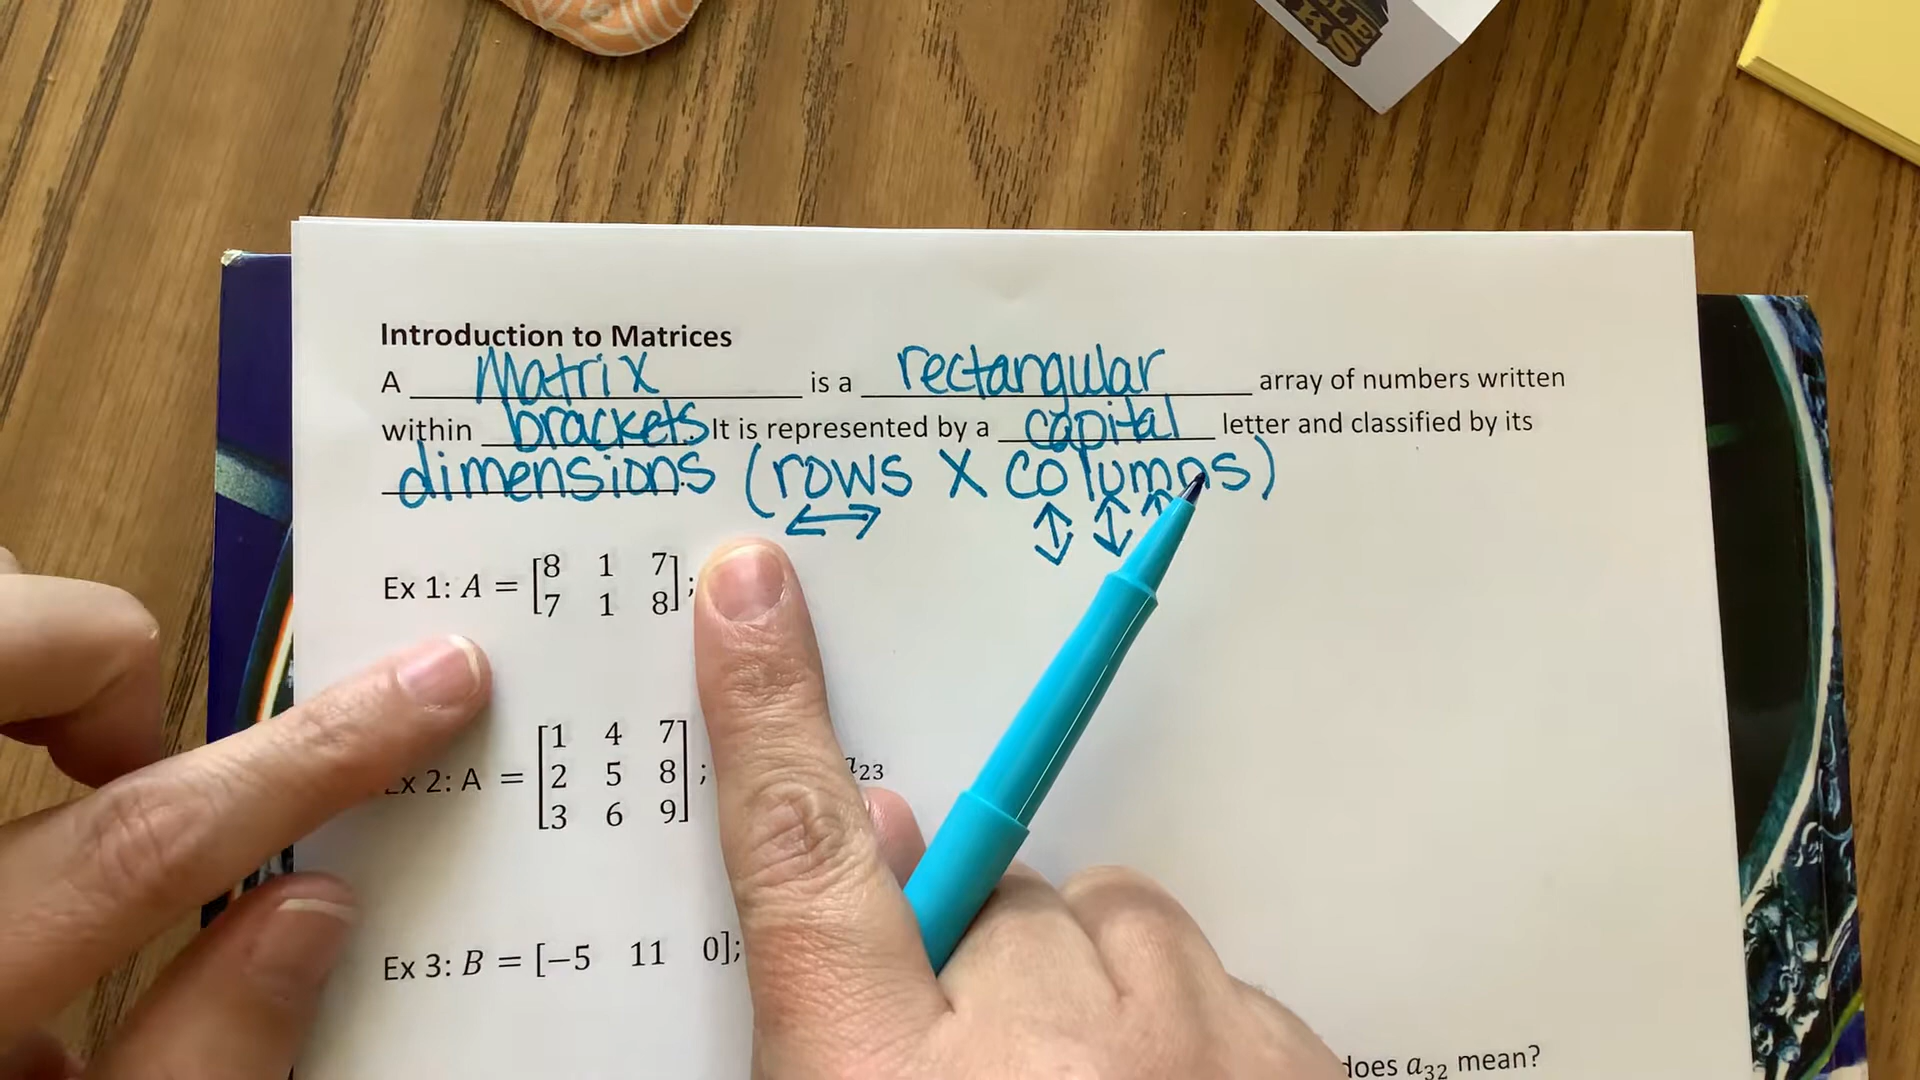 Introduction to Matrices
A Matrix is a rectangular array of numbers written
within brackets. It is represented by a capital letter and classified by its
dimensions (rows X columns)
Ex 1: A = [8 1 7
7 1 8];
Ex 2: A = [1 4 7
2 5 8
3 6 9]; a₂₃
Ex 3: B = [−5 11 0];
does a₃₂ mean?